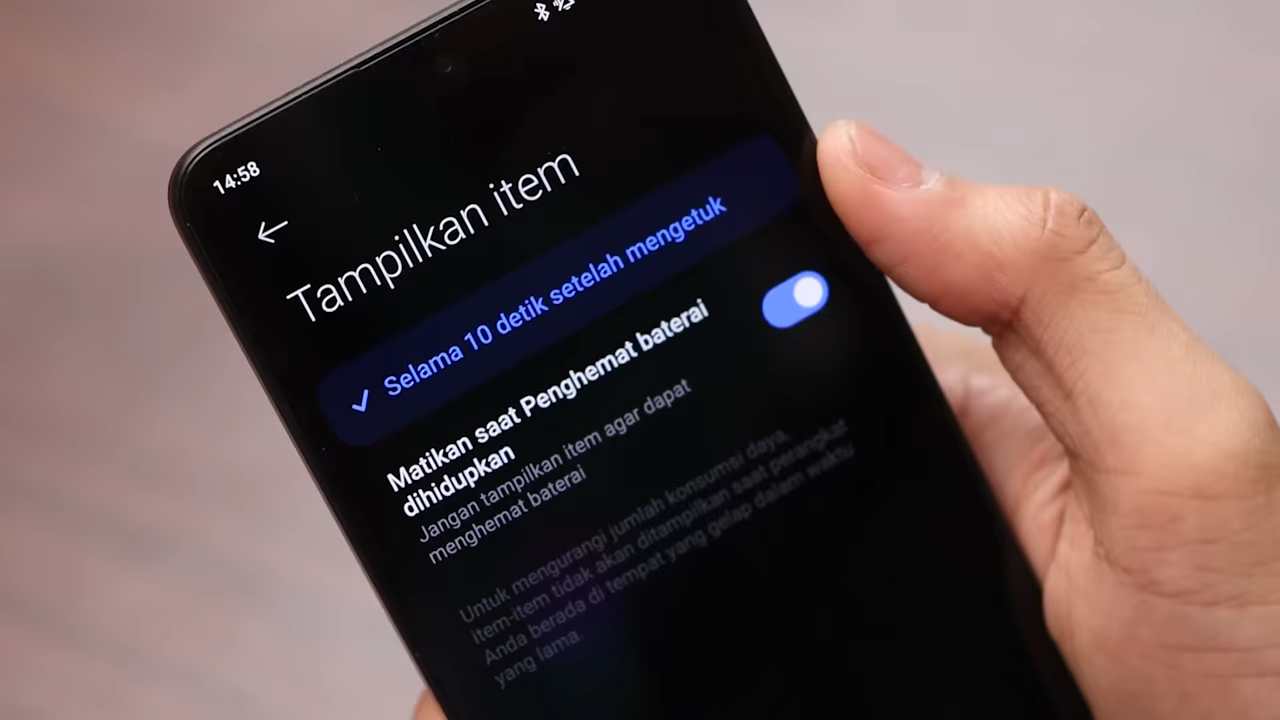 14:58
Tampilkan item
Selama 10 detik setelah mengetuk
Matikan saat Penghemat baterai
dihidupkan
Jangan tampilkan item agar dapat
menghemat baterai
Untuk mengurangi jumlah konsumsi daya,
item-item tidak akan ditampilkan saat perangkat
Anda berada di tempat yang gelap dalam waktu
yang lama.